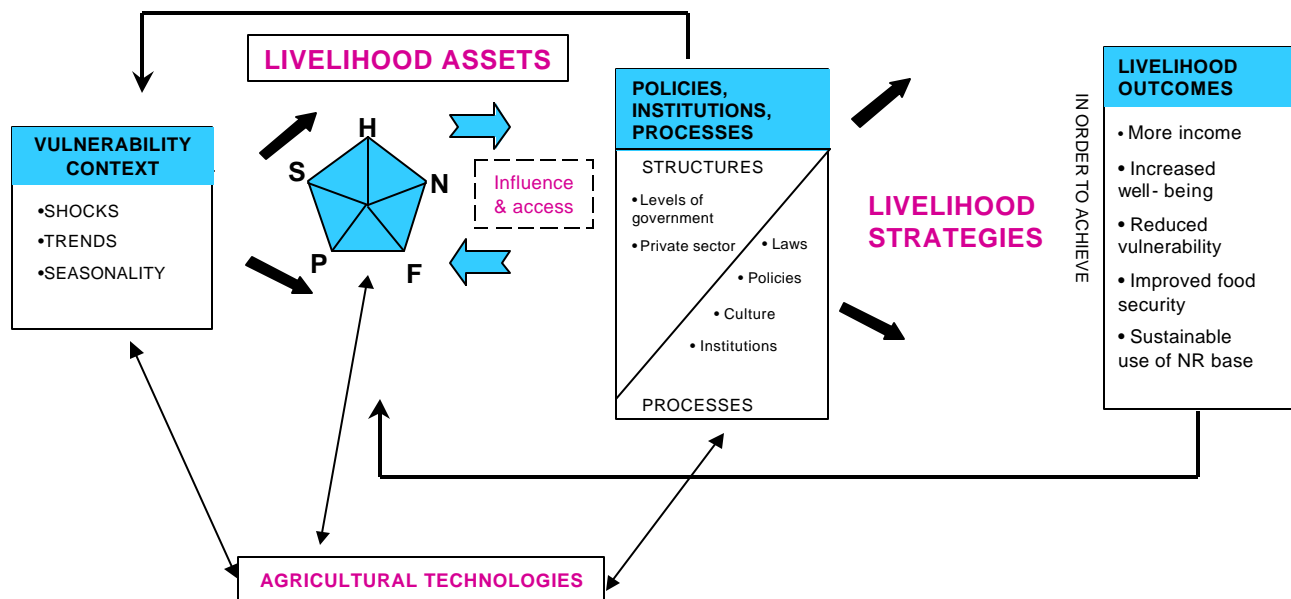 LIVELIHOOD ASSETS
VULNERABILITY
CONTEXT
•SHOCKS
•TRENDS
•SEASONALITY
H
S
N
P
F
Influence
& access
POLICIES,
INSTITUTIONS,
PROCESSES
STRUCTURES
• Levels of
government
• Private sector
• Laws
• Policies
• Culture
• Institutions
PROCESSES
LIVELIHOOD
STRATEGIES
IN ORDER TO ACHIEVE
LIVELIHOOD
OUTCOMES
• More income
• Increased
well- being
• Reduced
vulnerability
• Improved food
security
• Sustainable
use of NR base
AGRICULTURAL TECHNOLOGIES